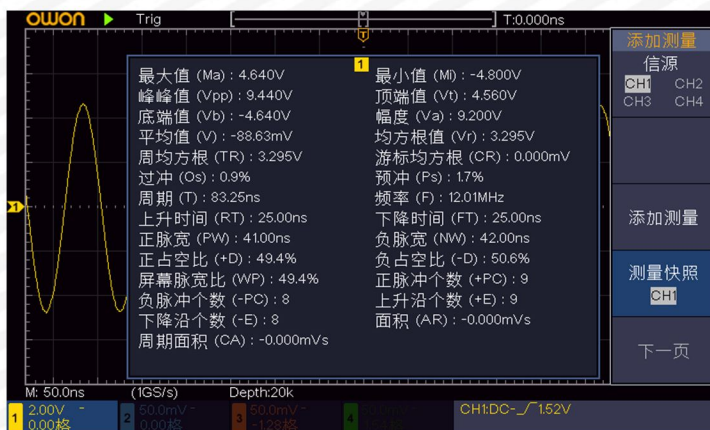 OWON Trig T T:0.000ns
添加测量
信源
CH1 CH2
CH3 CH4
1
最大值 (Ma) : 4.640V 最小值 (Mi) : -4.800V
峰峰值 (Vpp) : 9.440V 顶端值 (Vt) : 4.560V
底端值 (Vb) : -4.640V 幅度 (Va) : 9.200V
平均值 (V) : -88.63mV 均方根值 (Vr) : 3.295V
周均方根 (TR) : 3.295V 游标均方根 (CR) : 0.000mV
过冲 (Os) : 0.9% 预冲 (Ps) : 1.7%
周期 (T) : 83.25ns 频率 (F) : 12.01MHz
上升时间 (RT) : 25.00ns 下降时间 (FT) : 25.00ns
正脉宽 (PW) : 41.00ns 负脉宽 (NW) : 42.00ns
正占空比 (+D) : 49.4% 负占空比 (-D) : 50.6%
屏幕脉宽比 (WP) : 49.4% 正脉冲个数 (+PC) : 9
负脉冲个数 (-PC) : 8 上升沿个数 (+E) : 9
下降沿个数 (-E) : 8 面积 (AR) : -0.000mVs
周期面积 (CA) : -0.000mVs
1
添加测量
测量快照
CH1
下一页
M: 50.0ns (1GS/s) Depth:20k
1 2.00V 0.00格
2 50.0mV 0.00格
3 50.0mV -1.28格
4
CH1:DC- 1.52V